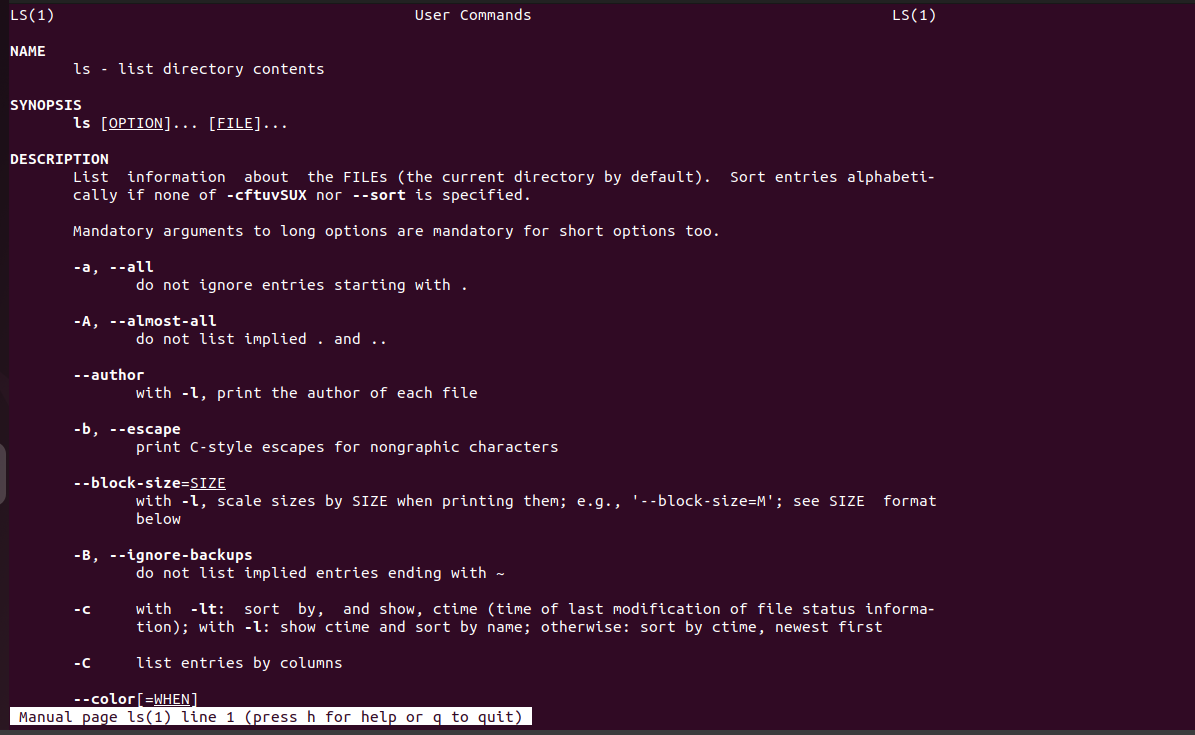 LS(1) User Commands LS(1)
NAME
ls - list directory contents
SYNOPSIS
ls [OPTION]... [FILE]...
DESCRIPTION
List information about the FILEs (the current directory by default). Sort entries alphabeti-
cally if none of -cftuvSUX nor --sort is specified.
Mandatory arguments to long options are mandatory for short options too.
-a, --all
do not ignore entries starting with .
-A, --almost-all
do not list implied . and ..
--author
with -l, print the author of each file
-b, --escape
print C-style escapes for nongraphic characters
--block-size=SIZE
with -l, scale sizes by SIZE when printing them; e.g., '--block-size=M'; see SIZE format
below
-B, --ignore-backups
do not list implied entries ending with ~
-c with -lt: sort by, and show, ctime (time of last modification of file status informa-
tion); with -l: show ctime and sort by name; otherwise: sort by ctime, newest first
-C list entries by columns
--color[=WHEN]
Manual page ls(1) line 1 (press h for help or q to quit)